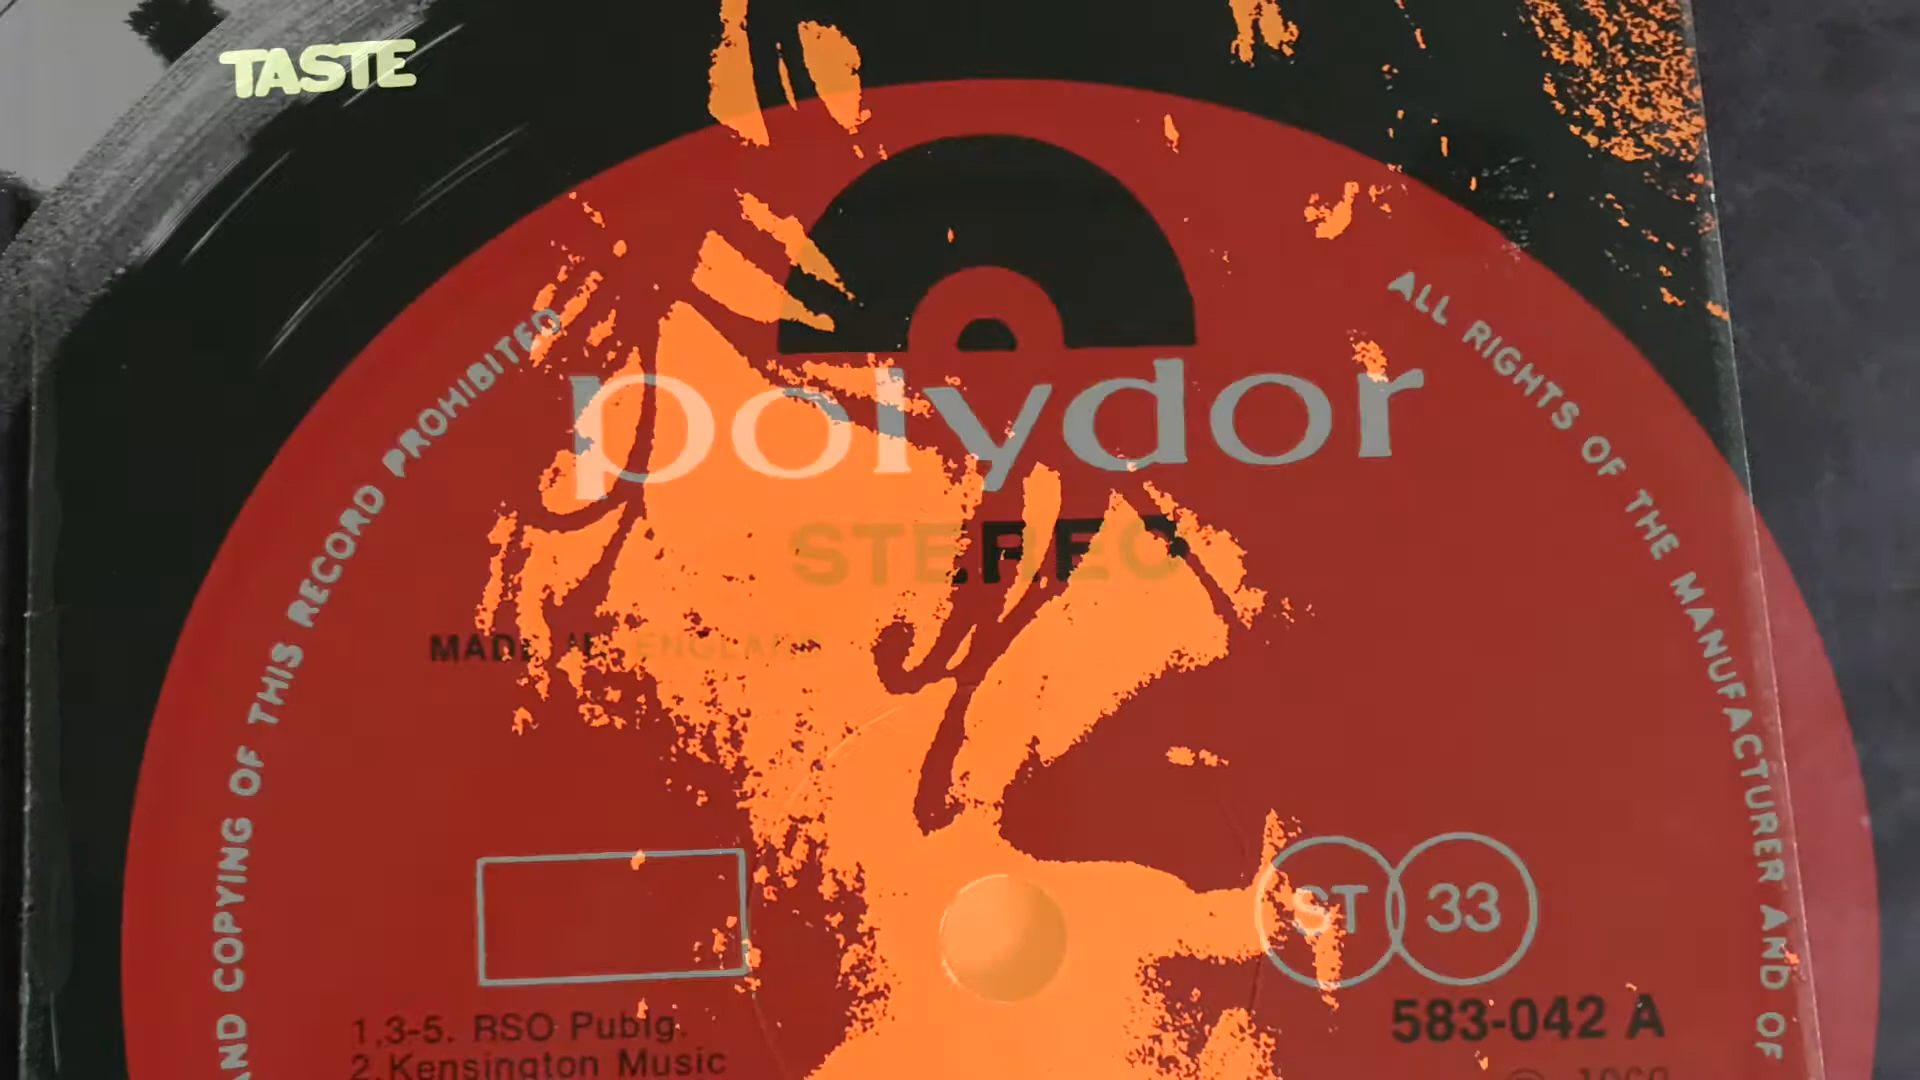 TASTE
polydor
STEREO
MADE IN ENGLAND
AND COPYING OF THIS RECORD PROHIBITED
ALL RIGHTS OF THE MANUFACTURER AND OF
ST 33
1,3-5. RSO Publg.
2. Kensington Music
583-042 A